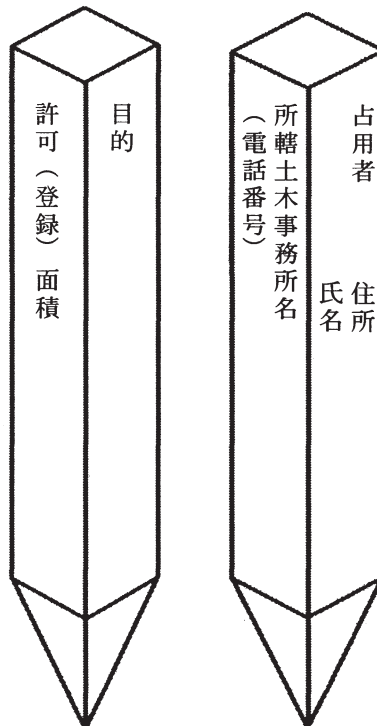 占用者　住所
氏名
所轄土木事務所名
（電話番号）
目的
許可（登録）面積